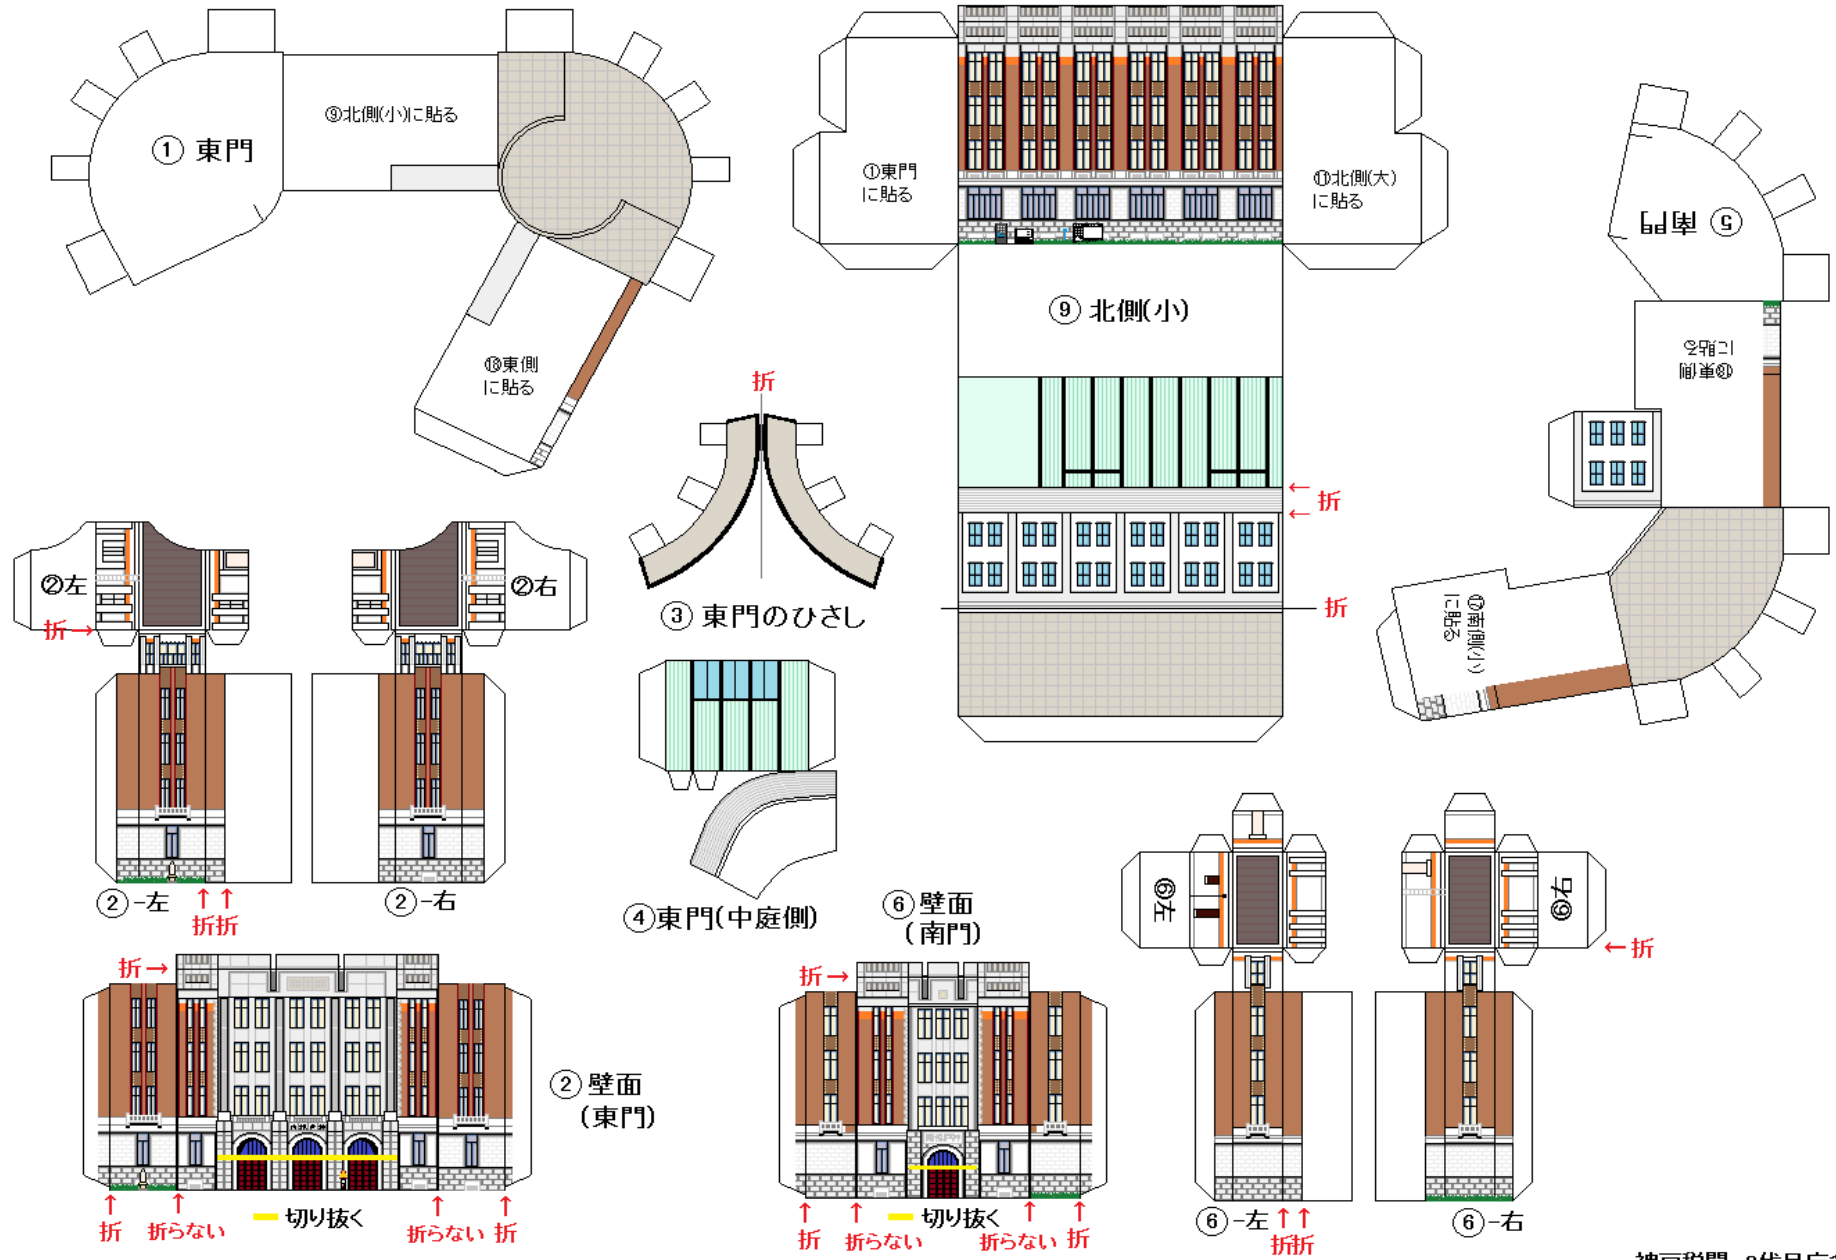 ① 東門
⑨北側(小)に貼る
⑱東側
に貼る
①東門
に貼る
⑪北側(大)
に貼る
⑨ 北側(小)
⑤ 南門
⑱東側
に貼る
⑰南側(小)
に貼る
折
③ 東門のひさし
←
折
←
折
②左
折→
②右
②-左
↑ ↑
折折
②-右
④東門(中庭側)
⑥ 壁面
(南門)
⑥左
⑥右
←折
折→
② 壁面
(東門)
↑ ↑ ↑ ↑
折 折らない 折らない 折
切り抜く
折→
↑ ↑ ↑ ↑
折 折らない 折らない 折
切り抜く
⑥-左
↑↑
折折
⑥-右